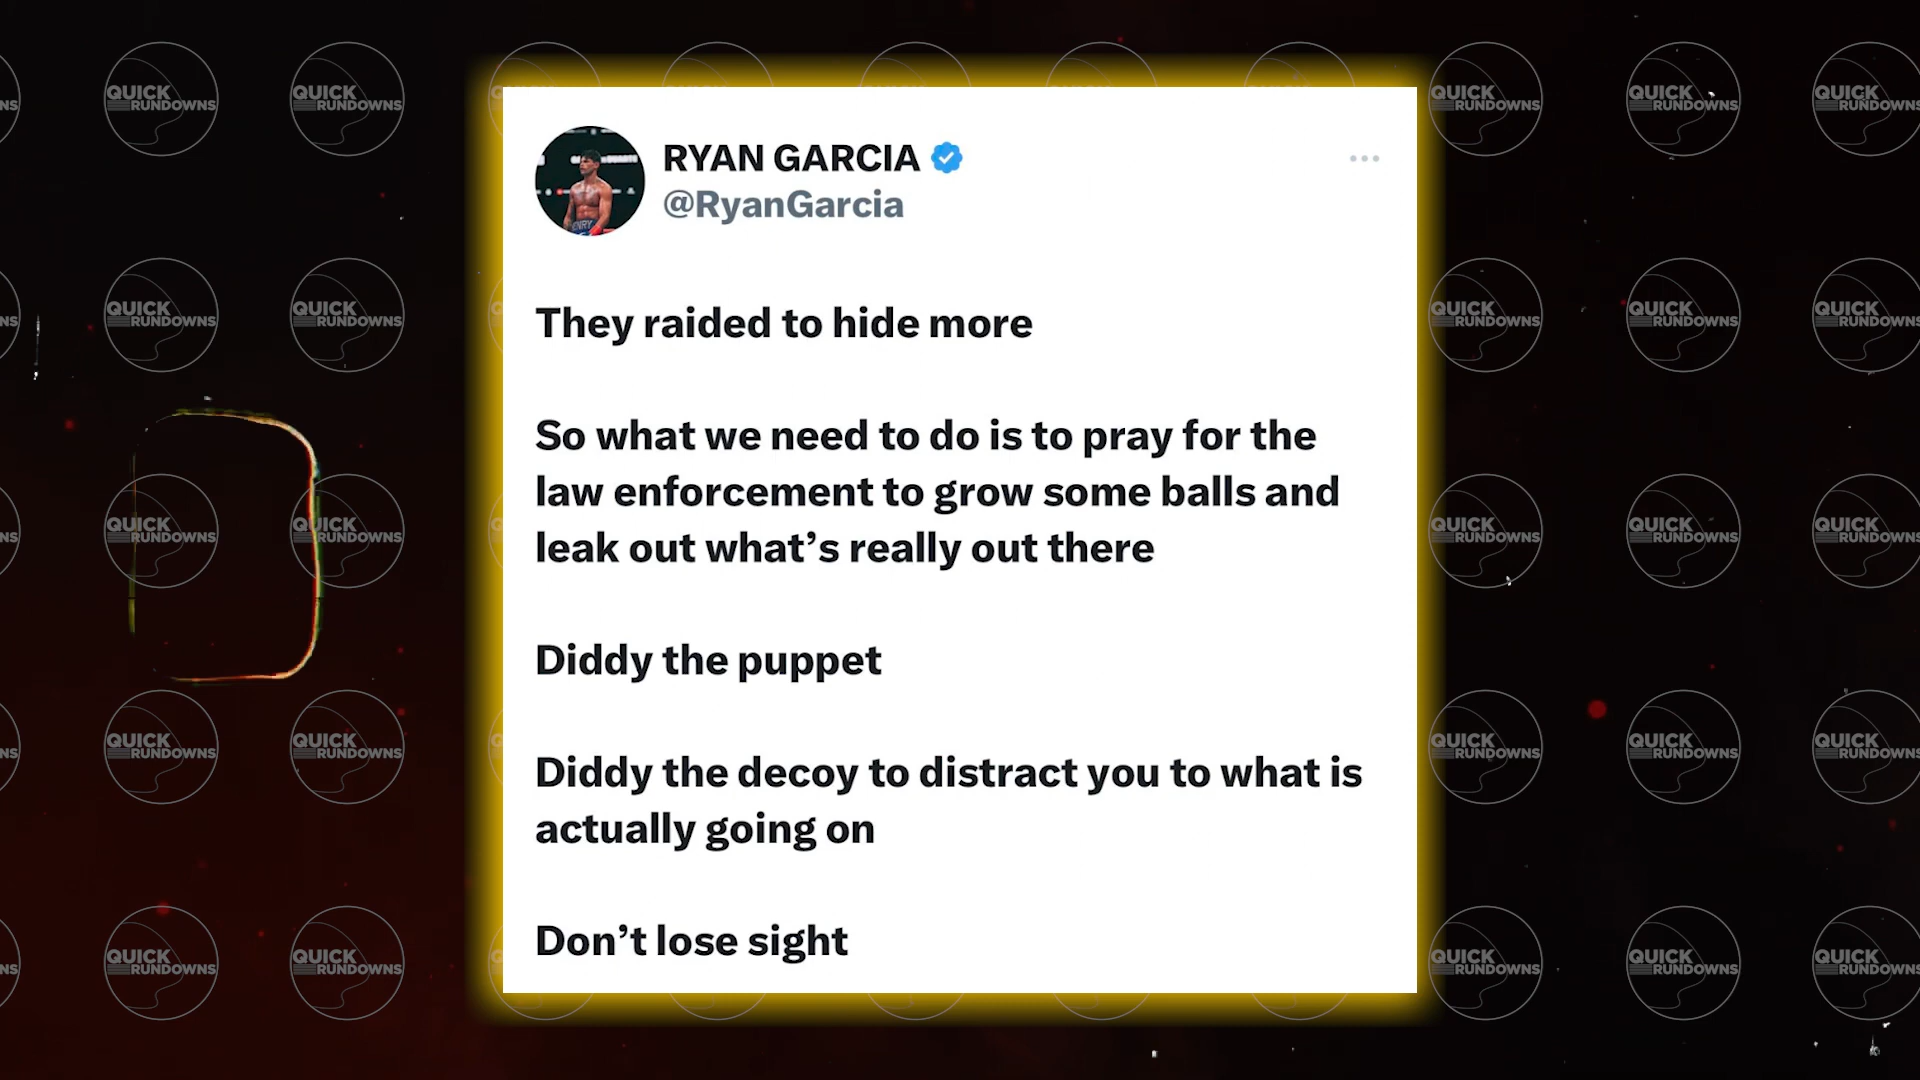 RYAN GARCIA
@RyanGarcia
They raided to hide more
So what we need to do is to pray for the
law enforcement to grow some balls and
leak out what’s really out there
Diddy the puppet
Diddy the decoy to distract you to what is
actually going on
Don’t lose sight
QUICK
RUNDOWNS